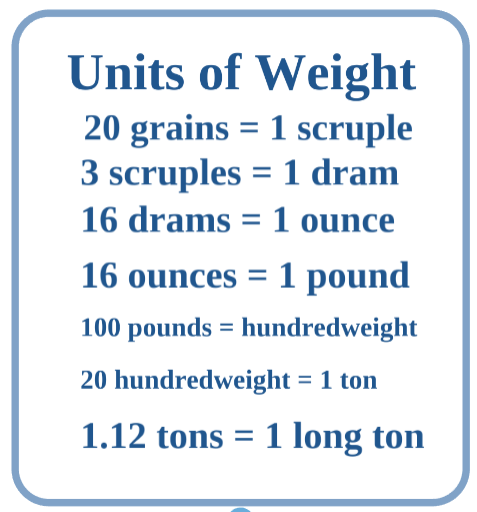 Units of Weight
20 grains = 1 scruple
3 scruples = 1 dram
16 drams = 1 ounce
16 ounces = 1 pound
100 pounds = hundredweight
20 hundredweight = 1 ton
1.12 tons = 1 long ton